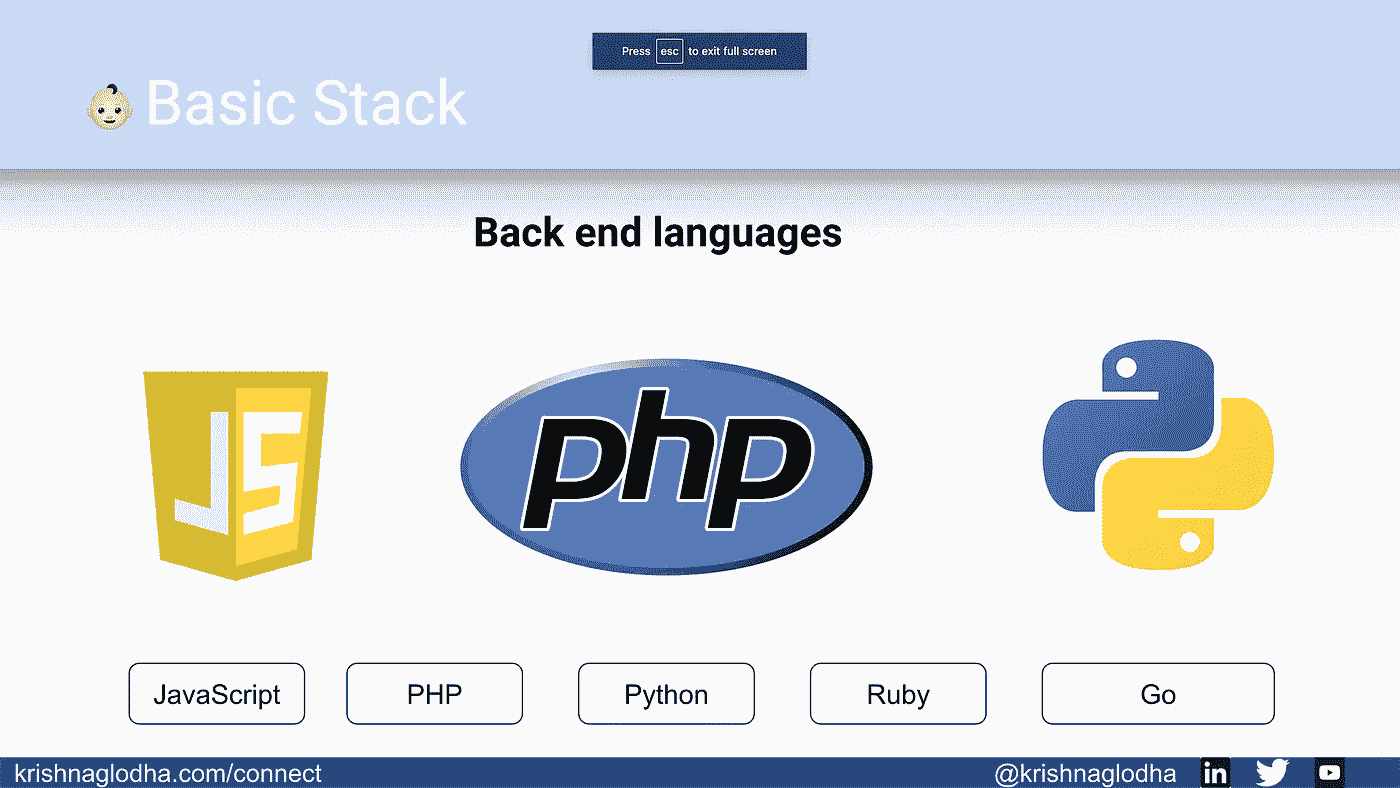 Press esc to exit full screen
Basic Stack
Back end languages
JS
php
JavaScript
PHP
Python
Ruby
Go
krishnaglodha.com/connect
@krishnaglodha
in